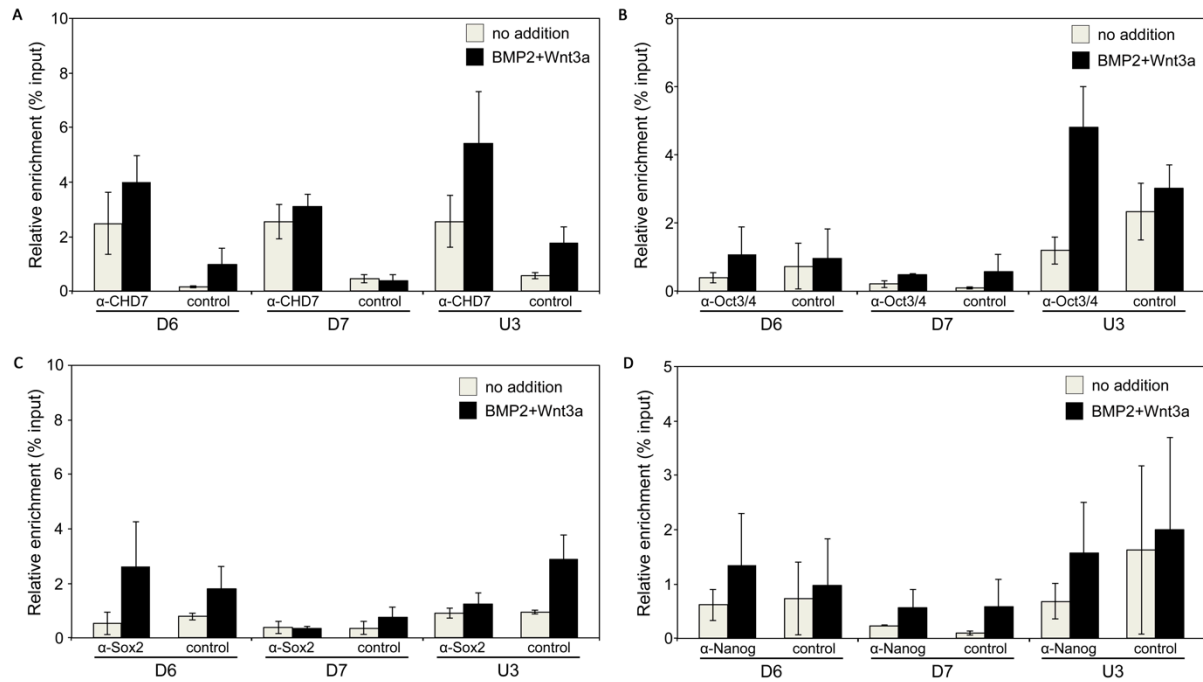 A
Relative enrichment (% input)
10
8
6
4
2
0
no addition
BMP2+Wnt3a
α-CHD7 control α-CHD7 control α-CHD7 control
D6 D7 U3
B
Relative enrichment (% input)
8
6
4
2
0
no addition
BMP2+Wnt3a
α-Oct3/4 control α-Oct3/4 control α-Oct3/4 control
D6 D7 U3
C
Relative enrichment (% input)
10
8
6
4
2
0
no addition
BMP2+Wnt3a
α-Sox2 control α-Sox2 control α-Sox2 control
D6 D7 U3
D
Relative enrichment (% input)
5
4
3
2
1
0
no addition
BMP2+Wnt3a
α-Nanog control α-Nanog control α-Nanog control
D6 D7 U3